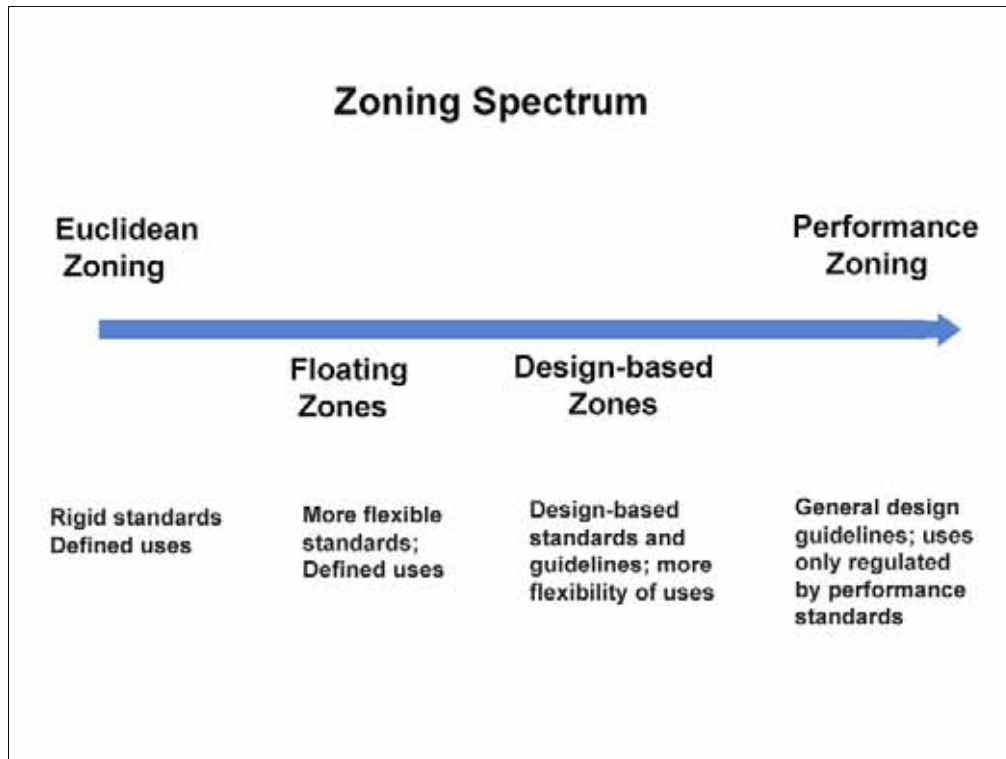 Zoning Spectrum
Euclidean
Zoning
Performance
Zoning
Floating
Zones
Design-based
Zones
Rigid standards
Defined uses
More flexible
standards;
Defined uses
Design-based
standards and
guidelines; more
flexibility of uses
General design
guidelines; uses
only regulated
by performance
standards